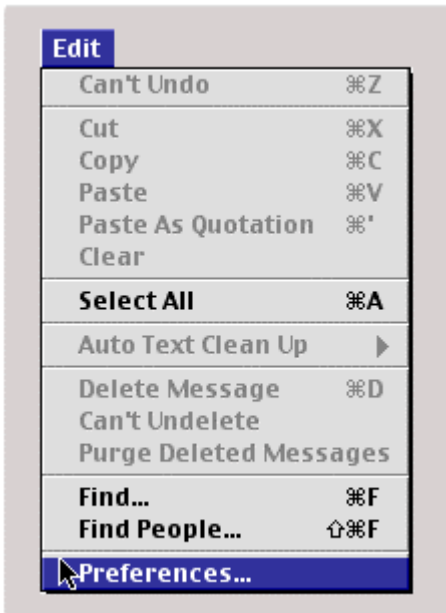 Edit
Can't Undo ⌘Z
Cut ⌘X
Copy ⌘C
Paste ⌘V
Paste As Quotation ⌘'
Clear
Select All ⌘A
Auto Text Clean Up ▶
Delete Message ⌘D
Can't Undelete
Purge Deleted Messages
Find... ⌘F
Find People... ⇧⌘F
Preferences...